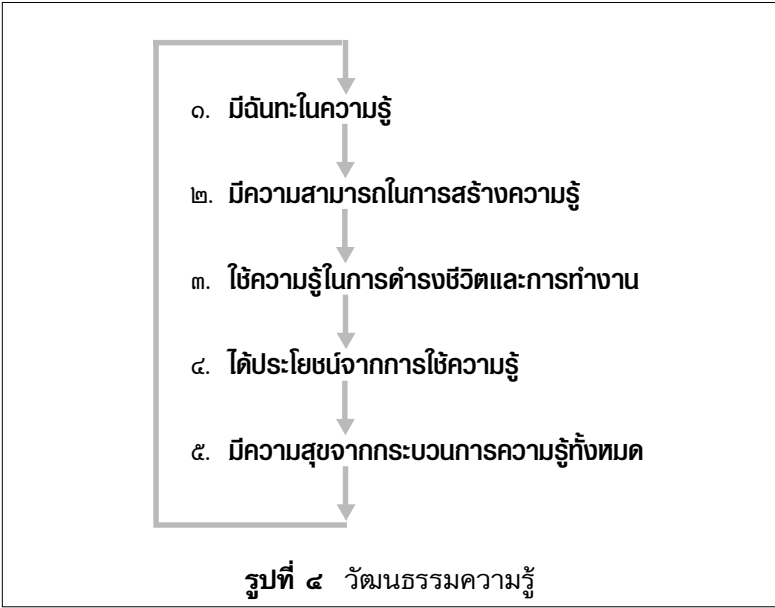 ๑. มีฉันทะในความรู้
๒. มีความสามารถในการสร้างความรู้
๓. ใช้ความรู้ในการดำรงชีวิตและการทำงาน
๔. ได้ประโยชน์จากการใช้ความรู้
๕. มีความสุขจากกระบวนการความรู้ทั้งหมด
รูปที่ ๔ วัฒนธรรมความรู้